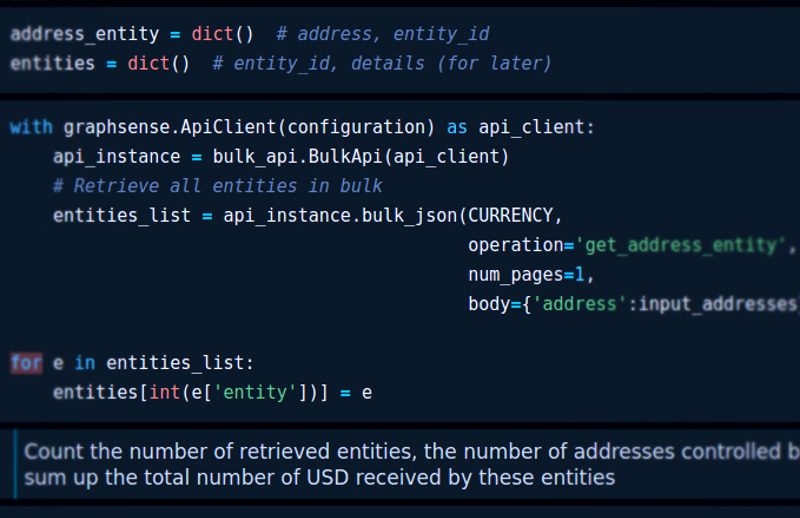 address_entity = dict()  # address, entity_id
entities = dict()  # entity_id, details (for later)
with graphsense.ApiClient(configuration) as api_client:
    api_instance = bulk_api.BulkApi(api_client)
    # Retrieve all entities in bulk
    entities_list = api_instance.bulk_json(CURRENCY,
                                           operation='get_address_entity',
                                           num_pages=1,
                                           body={'address':input_addresses}
for e in entities_list:
    entities[int(e['entity'])] = e
Count the number of retrieved entities, the number of addresses controlled
sum up the total number of USD received by these entities